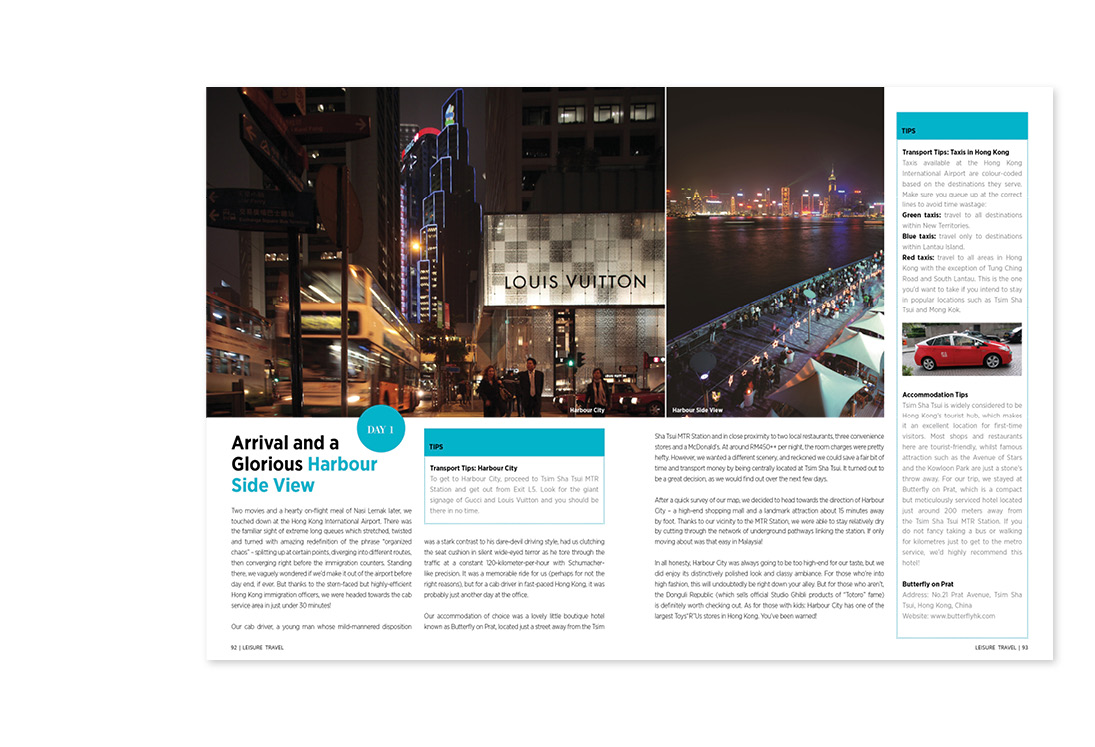 LOUIS VUITTON
Harbour City
Harbour Side View
DAY 1
Arrival and a
Glorious Harbour
Side View
Two movies and a hearty on-flight meal of Nasi Lemak later, we
touched down at the Hong Kong International Airport. There was
the familiar sight of extreme long queues which stretched, twisted
and turned with amazing redefinition of the phrase "organized
chaos" – splitting up at certain points, diverging into different routes,
then converging right before the immigration counters. Standing
there, we vaguely wondered if we'd make it out of the airport before
day end, if ever. But thanks to the stern-faced but highly-efficient
Hong Kong immigration officers, we were headed towards the cab
service area in just under 30 minutes!
Our cab driver, a young man whose mild-mannered disposition
TIPS
Transport Tips: Harbour City
To get to Harbour City, proceed to Tsim Sha Tsui MTR
Station and get out from Exit L5. Look for the giant
signage of Gucci and Louis Vuitton and you should be
there in no time.
was a stark contrast to his dare-devil driving style, had us clutching
the seat cushion in silent wide-eyed terror as he tore through the
traffic at a constant 120-kilometer-per-hour with Schumacher-
like precision. It was a memorable ride for us (perhaps for not the
right reasons), but for a cab driver in fast-paced Hong Kong, it was
probably just another day at the office.
Our accommodation of choice was a lovely little boutique hotel
known as Butterfly on Prat, located just a street away from the Tsim
Sha Tsui MTR Station and in close proximity to two local restaurants, three convenience
stores and a McDonald's. At around RM450++ per night, the room charges were pretty
hefty. However, we wanted a different scenery, and reckoned we could save a fair bit of
time and transport money by being centrally located at Tsim Sha Tsui. It turned out to
be a great decision, as we would find out over the next few days.
After a quick survey of our map, we decided to head towards the direction of Harbour
City – a high-end shopping mall and a landmark attraction about 15 minutes away
by foot. Thanks to our vicinity to the MTR Station, we were able to stay relatively dry
by cutting through the network of underground pathways linking the station. If only
moving about was that easy in Malaysia!
In all honesty, Harbour City was always going to be too high-end for our taste, but we
did enjoy its distinctively polished look and classy ambiance. For those who're into
high fashion, this will undoubtedly be right down your alley. But for those who aren't,
the Donguli Republic (which sells official Studio Ghibli products of "Totoro" fame)
is definitely worth checking out. As for those with kids: Harbour City has one of the
largest Toys"R"Us stores in Hong Kong. You've been warned!
TIPS
Transport Tips: Taxis in Hong Kong
Taxis available at the Hong Kong
International Airport are colour-coded
based on the destinations they serve.
Make sure you queue up at the correct
lines to avoid time wastage:
Green taxis: travel to all destinations
within New Territories.
Blue taxis: travel only to destinations
within Lantau Island.
Red taxis: travel to all areas in Hong
Kong with the exception of Tung Ching
Road and South Lantau. This is the one
you'd want to take if you intend to stay
in popular locations such as Tsim Sha
Tsui and Mong Kok.
Accommodation Tips
Tsim Sha Tsui is widely considered to be
Hong Kong's tourist hub, which makes
it an excellent location for first-time
visitors. Most shops and restaurants
here are tourist-friendly, whilst famous
attraction such as the Avenue of Stars
and the Kowloon Park are just a stone's
throw away. For our trip, we stayed at
Butterfly on Prat, which is a compact
but meticulously serviced hotel located
just around 200 meters away from
the Tsim Sha Tsui MTR Station. If you
do not fancy taking a bus or walking
for kilometres just to get to the metro
service, we'd highly recommend this
hotel!
Butterfly on Prat
Address: No.21 Prat Avenue, Tsim Sha
Tsui, Hong Kong, China
Website: www.butterflyhk.com
92 | LEISURE TRAVEL
LEISURE TRAVEL | 93